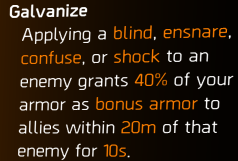 Galvanize
Applying a blind, ensnare,
confuse, or shock to an
enemy grants 40% of your
armor as bonus armor to
allies within 20m of that
enemy for 10s.